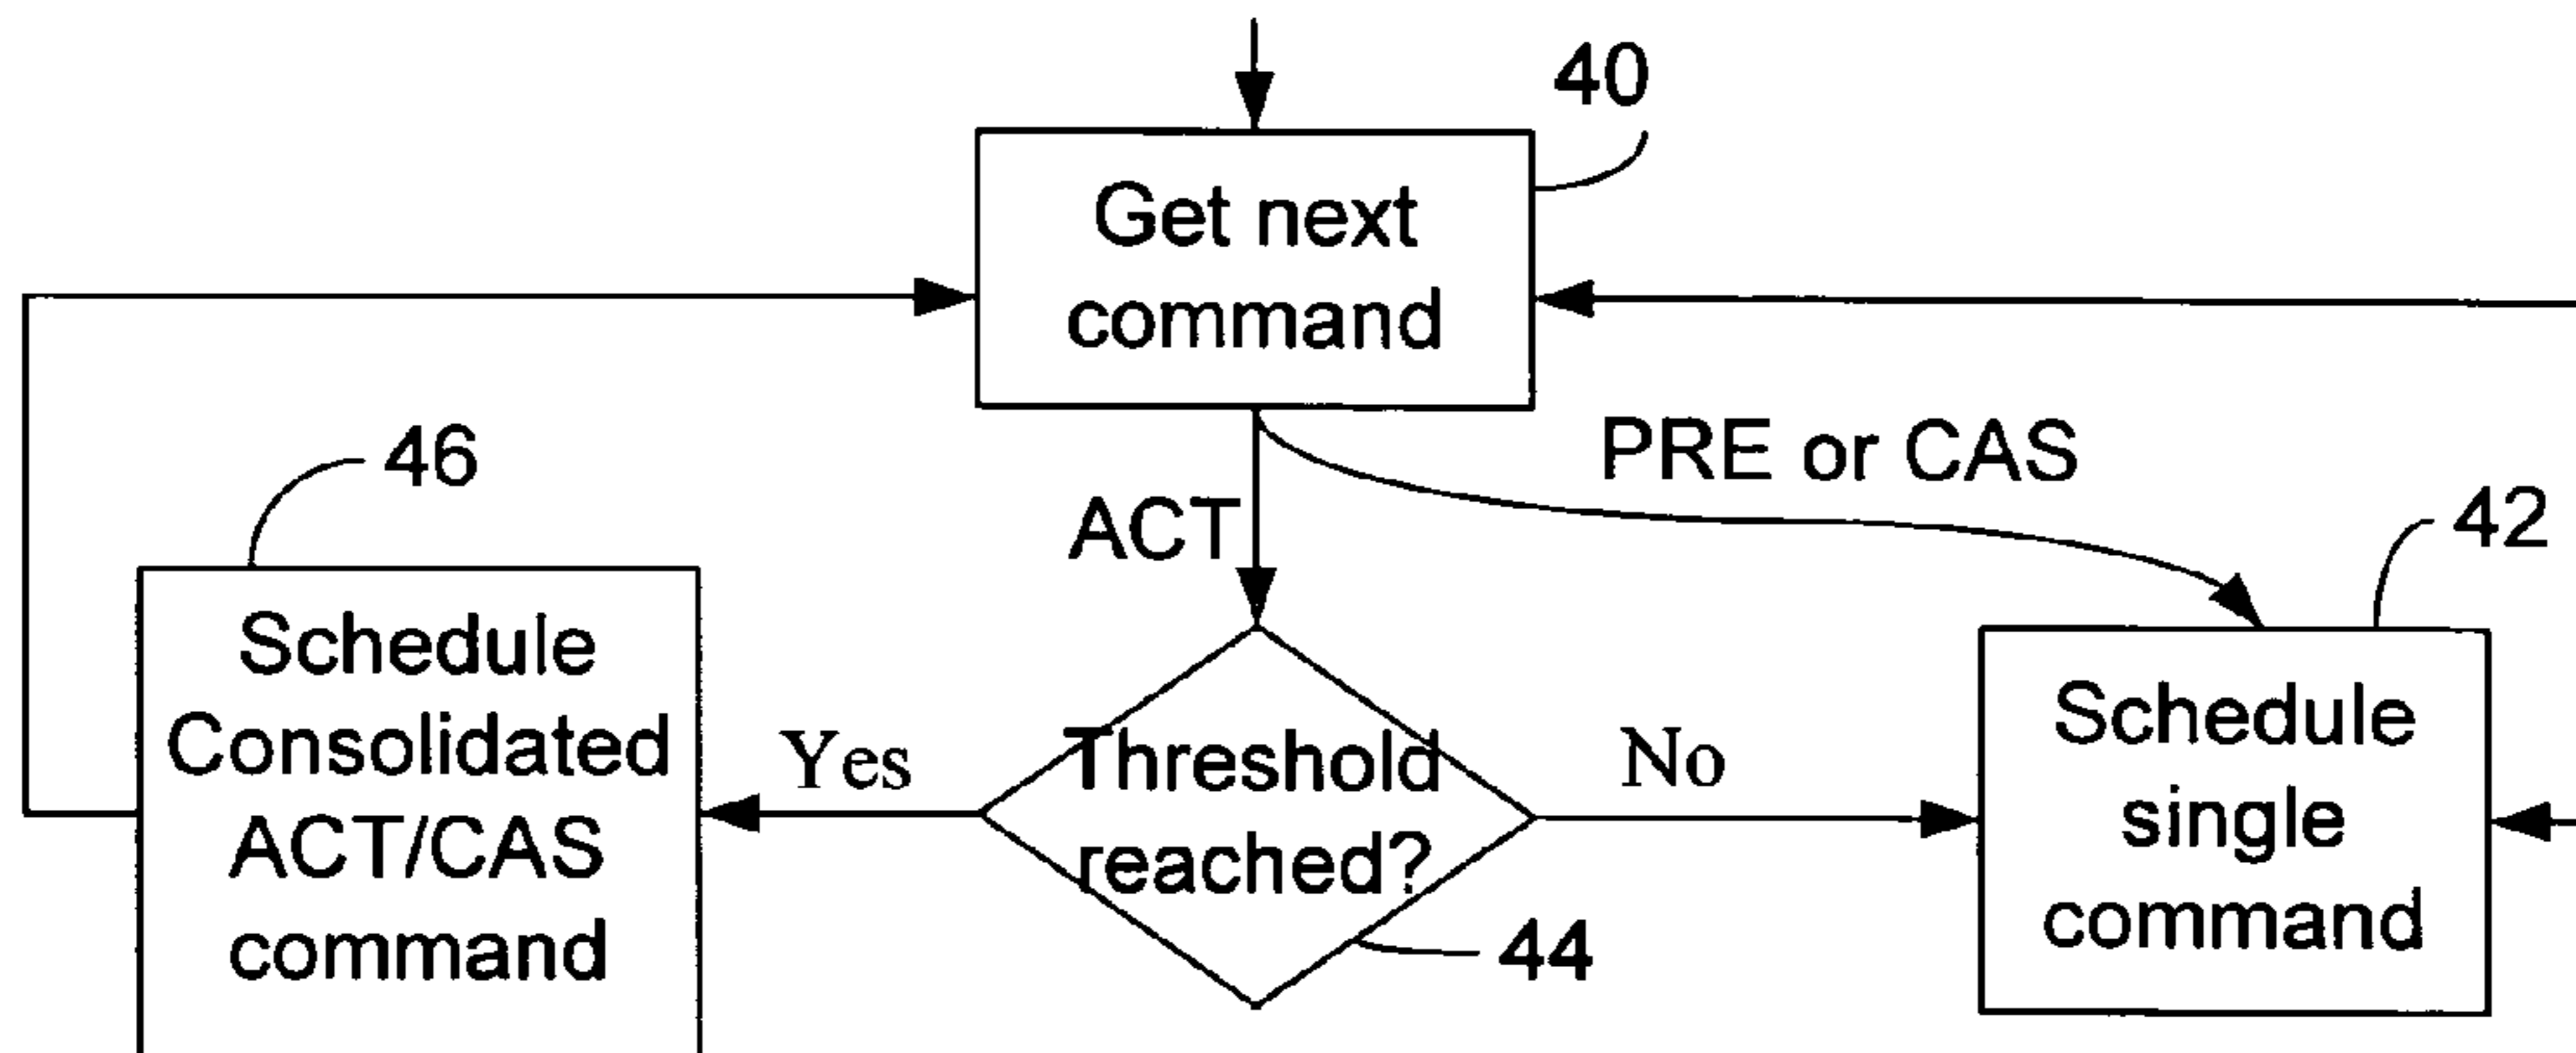 40
Get next
command
PRE or CAS
46
ACT
42
Schedule
Consolidated
ACT/CAS
command
Yes
Threshold
reached?
No
Schedule
single
command
44